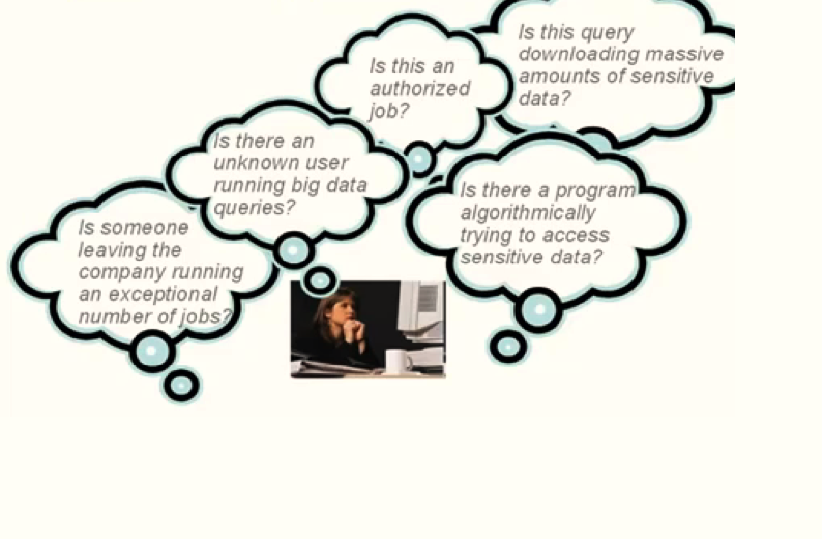 Is this query
downloading massive
amounts of sensitive
data?
Is this an
authorized
job?
Is there an
unknown user
running big data
queries?
Is there a program
algorithmically
trying to access
sensitive data?
Is someone
leaving the
company running
an exceptional
number of jobs?